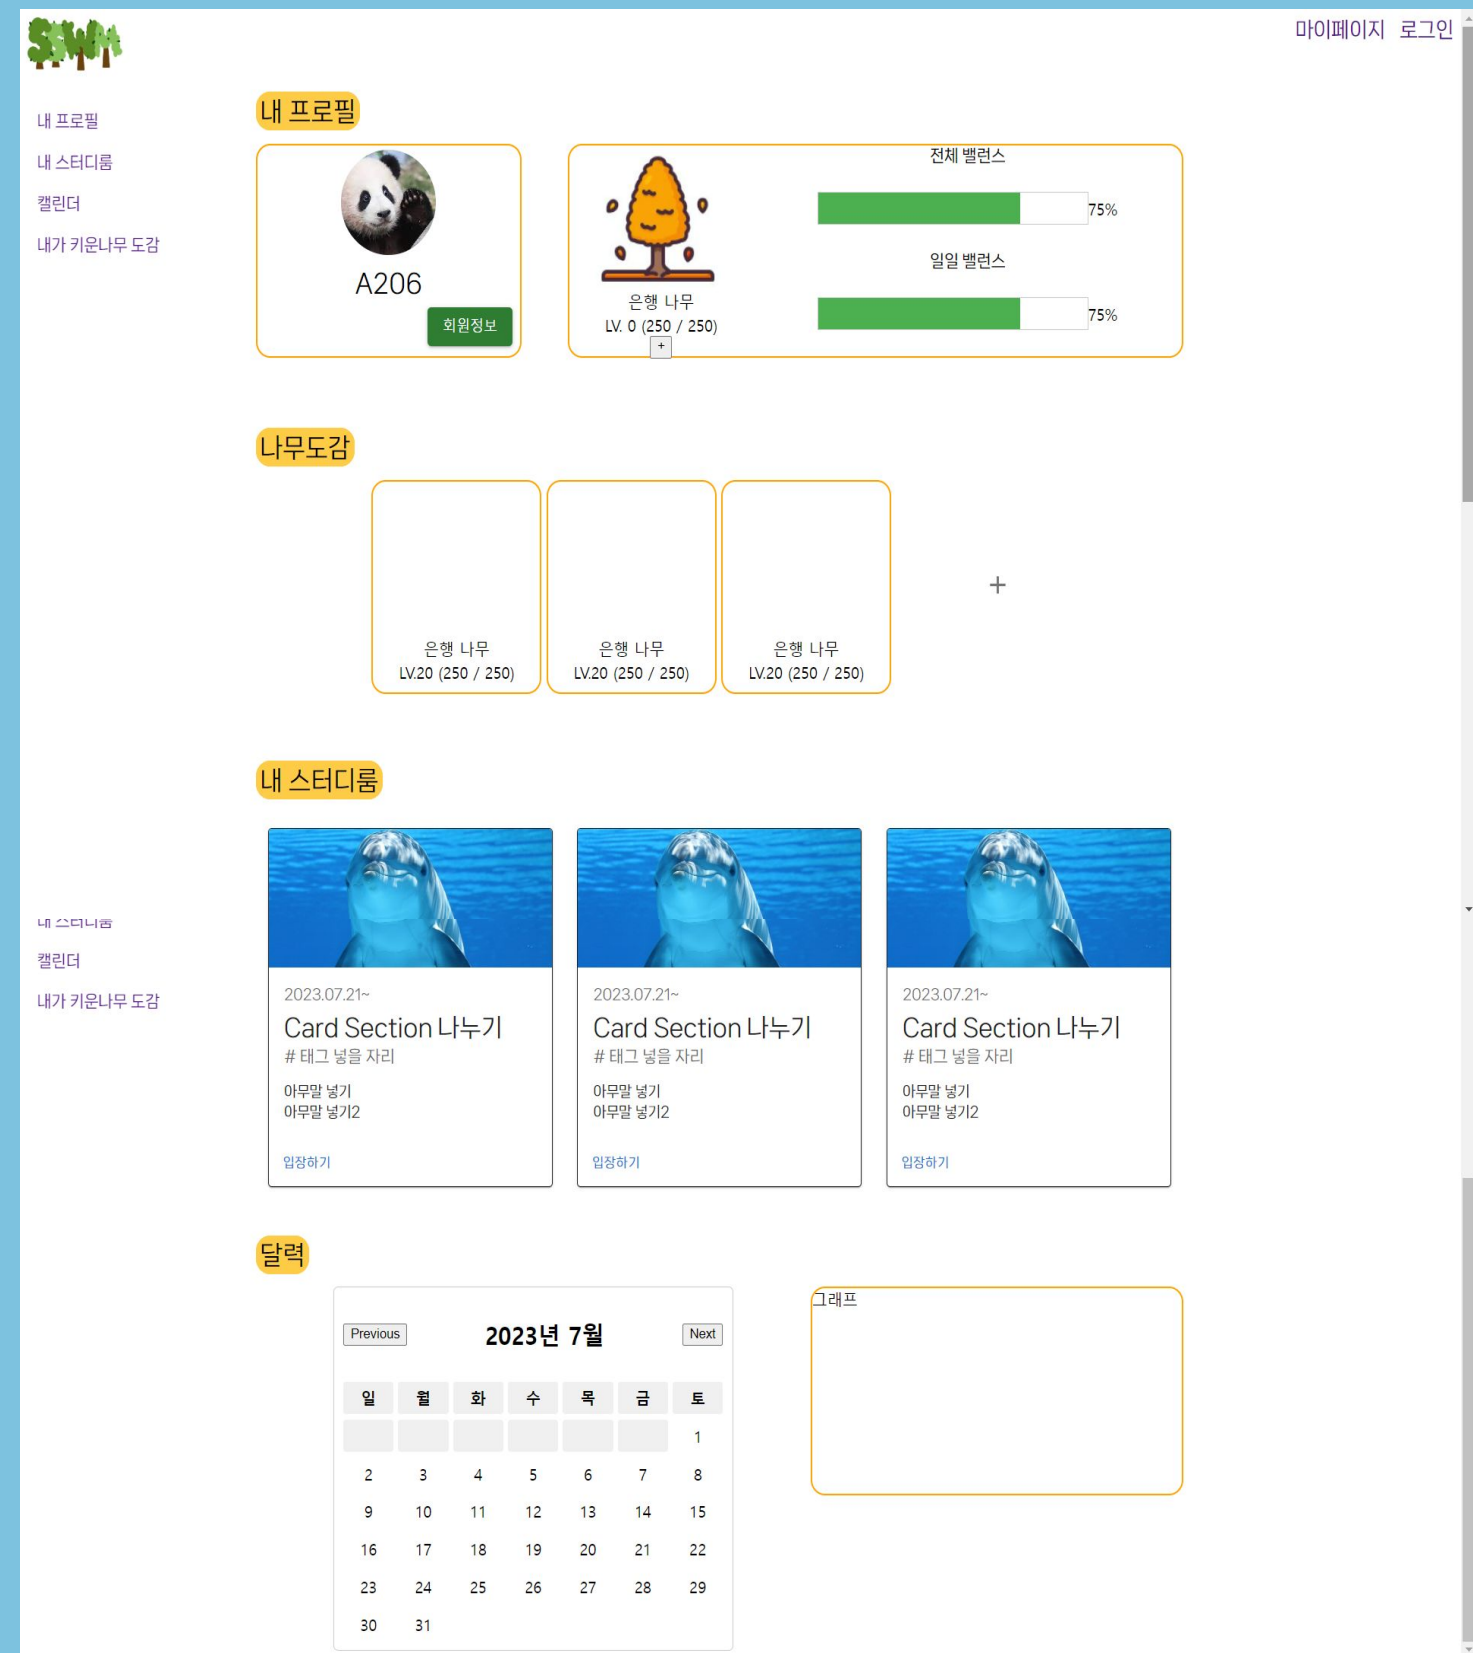 SSWM
마이페이지 로그인
내 프로필
내 스터디룸
캘린더
내가 키운나무 도감
내 프로필
A206
회원정보
은행 나무
LV. 0 (250 / 250)
+
전체 밸런스
75%
일일 밸런스
75%
나무도감
은행 나무
LV.20 (250 / 250)
은행 나무
LV.20 (250 / 250)
은행 나무
LV.20 (250 / 250)
+
내 스터디룸
내 스터디룸
캘린더
내가 키운나무 도감
2023.07.21~
Card Section 나누기
# 태그 넣을 자리
아무말 넣기
아무말 넣기2
입장하기
2023.07.21~
Card Section 나누기
# 태그 넣을 자리
아무말 넣기
아무말 넣기2
입장하기
2023.07.21~
Card Section 나누기
# 태그 넣을 자리
아무말 넣기
아무말 넣기2
입장하기
달력
Previous 2023년 7월 Next
일 월 화 수 목 금 토
1
2 3 4 5 6 7 8
9 10 11 12 13 14 15
16 17 18 19 20 21 22
23 24 25 26 27 28 29
30 31
그래프